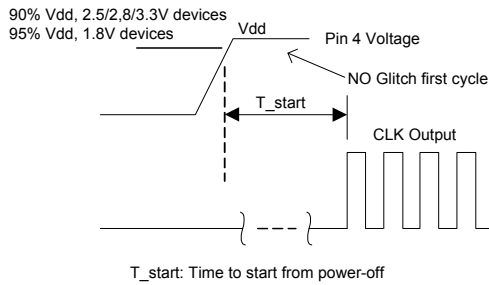 90% Vdd, 2.5/2,8/3.3V devices
95% Vdd, 1.8V devices
Vdd
Pin 4 Voltage
NO Glitch first cycle
T_start
CLK Output
T_start: Time to start from power-off